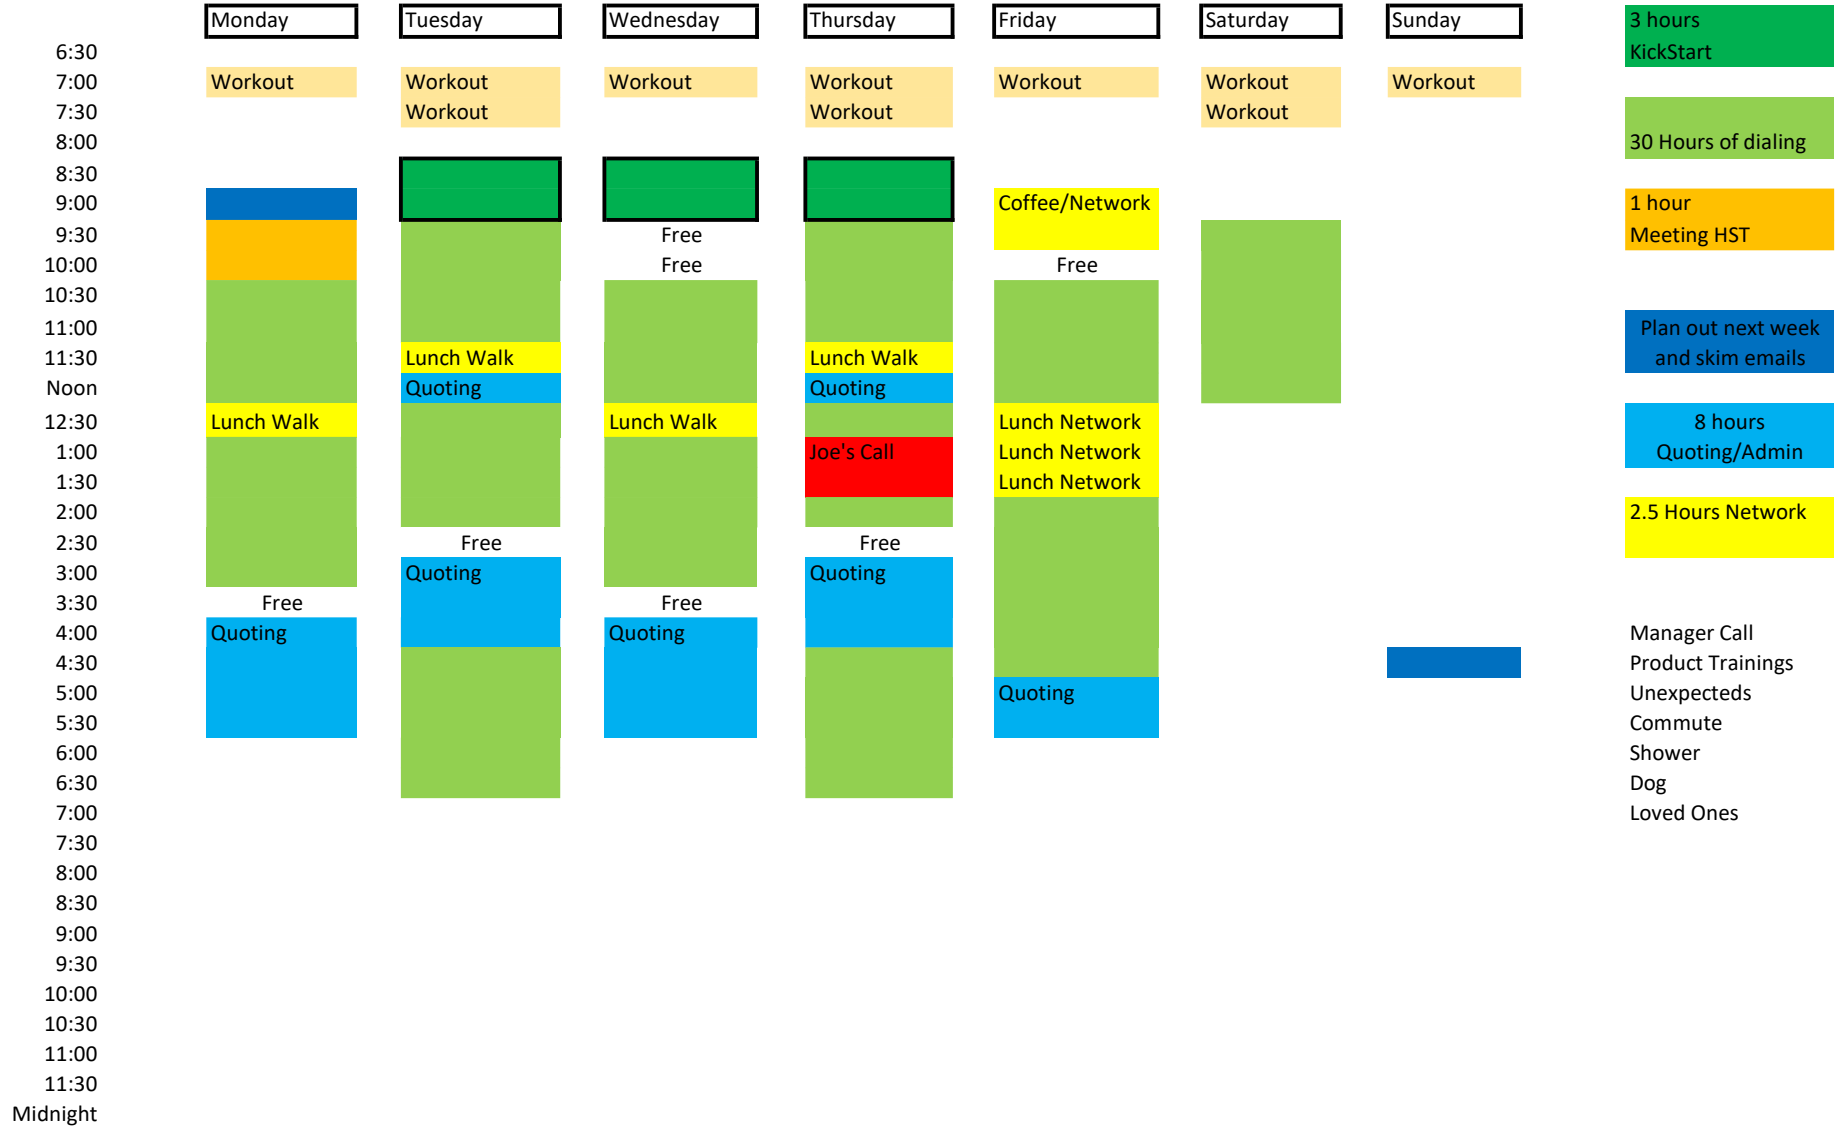 Monday Tuesday Wednesday Thursday Friday Saturday Sunday 3 hours
6:30 KickStart
7:00 Workout Workout Workout Workout Workout Workout Workout
7:30 Workout Workout Workout
8:00 30 Hours of dialing
8:30
9:00 Coffee/Network 1 hour
9:30 Free Meeting HST
10:00 Free Free
10:30
11:00 Plan out next week
11:30 Lunch Walk Lunch Walk and skim emails
Noon Quoting Quoting
12:30 Lunch Walk Lunch Walk Lunch Network 8 hours
1:00 Joe's Call Lunch Network Quoting/Admin
1:30 Lunch Network
2:00 2.5 Hours Network
2:30 Free Free
3:00 Quoting Quoting
3:30 Free Free
4:00 Quoting Quoting Manager Call
4:30 Product Trainings
5:00 Quoting Unexpecteds
5:30 Commute
6:00 Shower
6:30 Dog
7:00 Loved Ones
7:30
8:00
8:30
9:00
9:30
10:00
10:30
11:00
11:30
Midnight